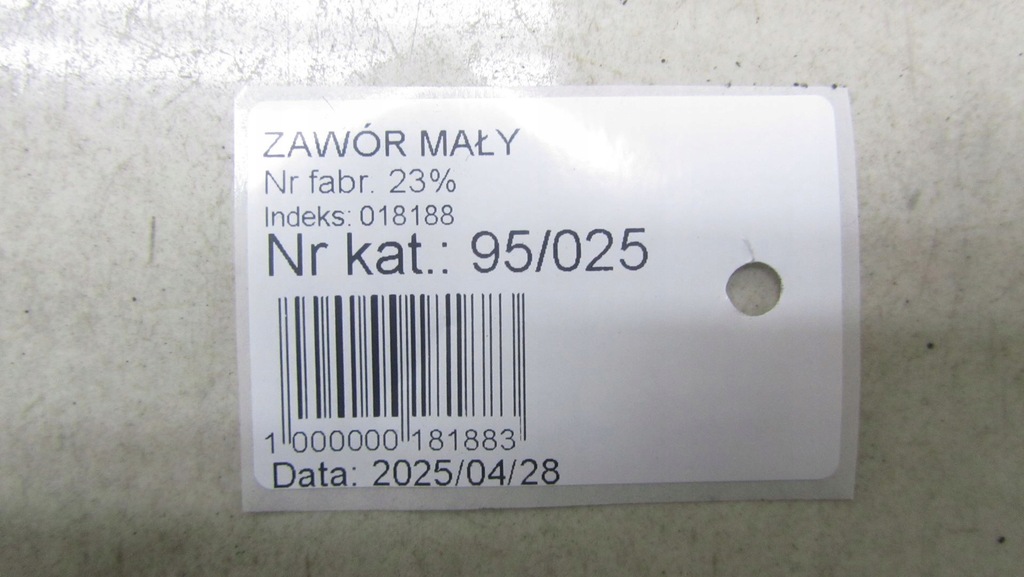 ZAWÓR MAŁY
Nr fabr. 23%
Indeks: 018188
Nr kat.: 95/025
1 000000 181883
Data: 2025/04/28